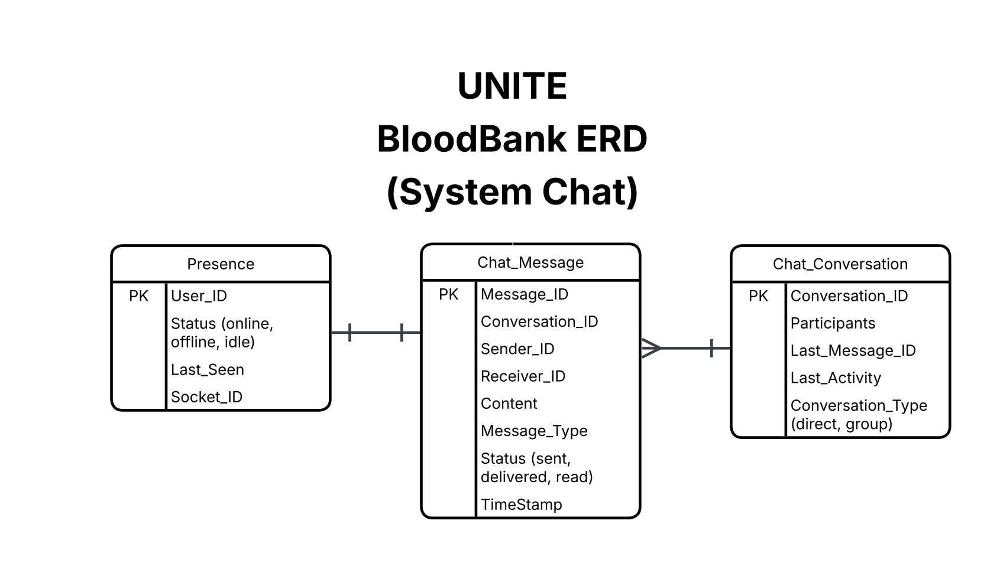 UNITE
BloodBank ERD
(System Chat)
Presence
PK User_ID
Status (online,
offline, idle)
Last_Seen
Socket_ID
Chat_Message
PK Message_ID
Conversation_ID
Sender_ID
Receiver_ID
Content
Message_Type
Status (sent,
delivered, read)
TimeStamp
Chat_Conversation
PK Conversation_ID
Participants
Last_Message_ID
Last_Activity
Conversation_Type
(direct, group)